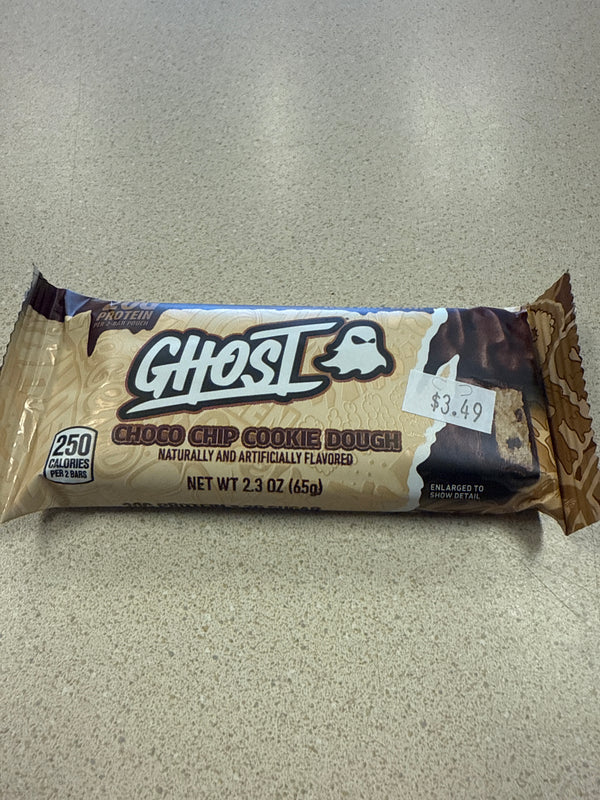 PROTEIN
PER 2-BAR POUCH
GHOST
$3.49
CHOCO CHIP COOKIE DOUGH
NATURALLY AND ARTIFICIALLY FLAVORED
250
CALORIES
PER 2 BARS
NET WT 2.3 OZ (65g)
ENLARGED TO
SHOW DETAIL